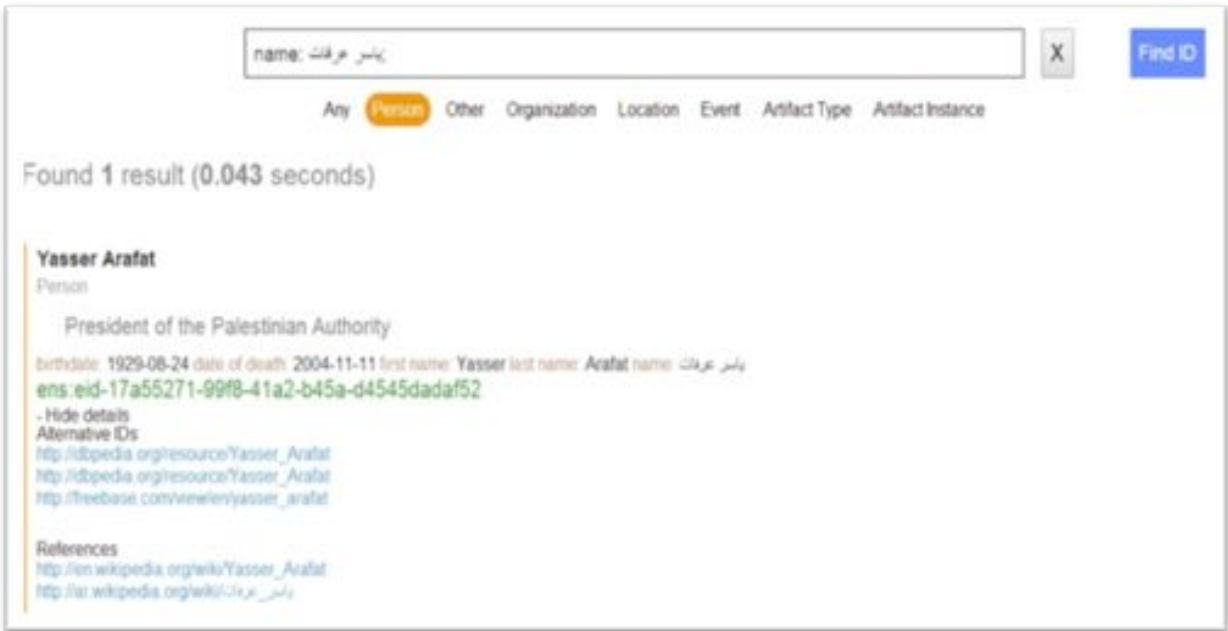 name: ياسر عرفات; X Find ID
Any Person Other Organization Location Event Artifact Type Artifact Instance
Found 1 result (0.043 seconds)
Yasser Arafat
Person
President of the Palestinian Authority
birthdate: 1929-08-24 date of death: 2004-11-11 first name: Yasser last name: Arafat name: ياسر عرفات
ens:eid-17a55271-99f8-41a2-b45a-d4545dadaf52
- Hide details
Alternative IDs
http://dbpedia.org/resource/Yasser_Arafat
http://dbpedia.org/resource/Yasser_Arafat
http://freebase.com/view/en/yasser_arafat
References
http://en.wikipedia.org/wiki/Yasser_Arafat
http://ar.wikipedia.org/wiki/ياسر_عرفات